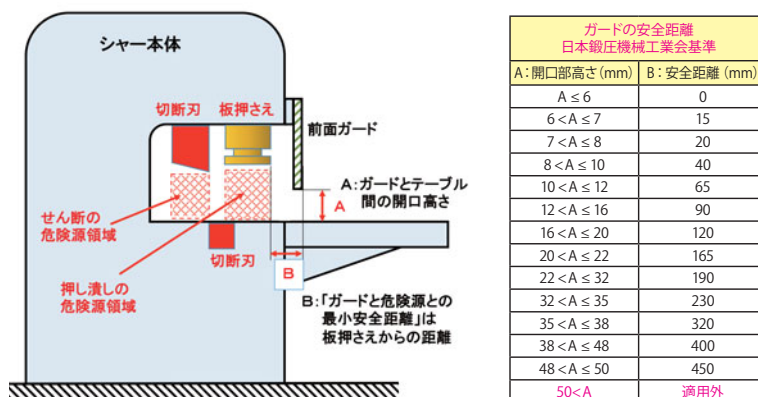 シャー本体
切断刃
板押さえ
前面ガード
A：ガードとテーブル
間の開口高さ
A
せん断の
危険源領域
切断刃
押し潰しの
危険源領域
B
B：「ガードと危険源との
最小安全距離」は
板押さえからの距離
ガードの安全距離
日本鍛圧機械工業会基準
A：開口部高さ（mm） B：安全距離（mm）
A ≤ 6 0
6 < A ≤ 7 15
7 < A ≤ 8 20
8 < A ≤ 10 40
10 < A ≤ 12 65
12 < A ≤ 16 90
16 < A ≤ 20 120
20 < A ≤ 22 165
22 < A ≤ 32 190
32 < A ≤ 35 230
35 < A ≤ 38 320
38 < A ≤ 48 400
48 < A ≤ 50 450
50< A 適用外